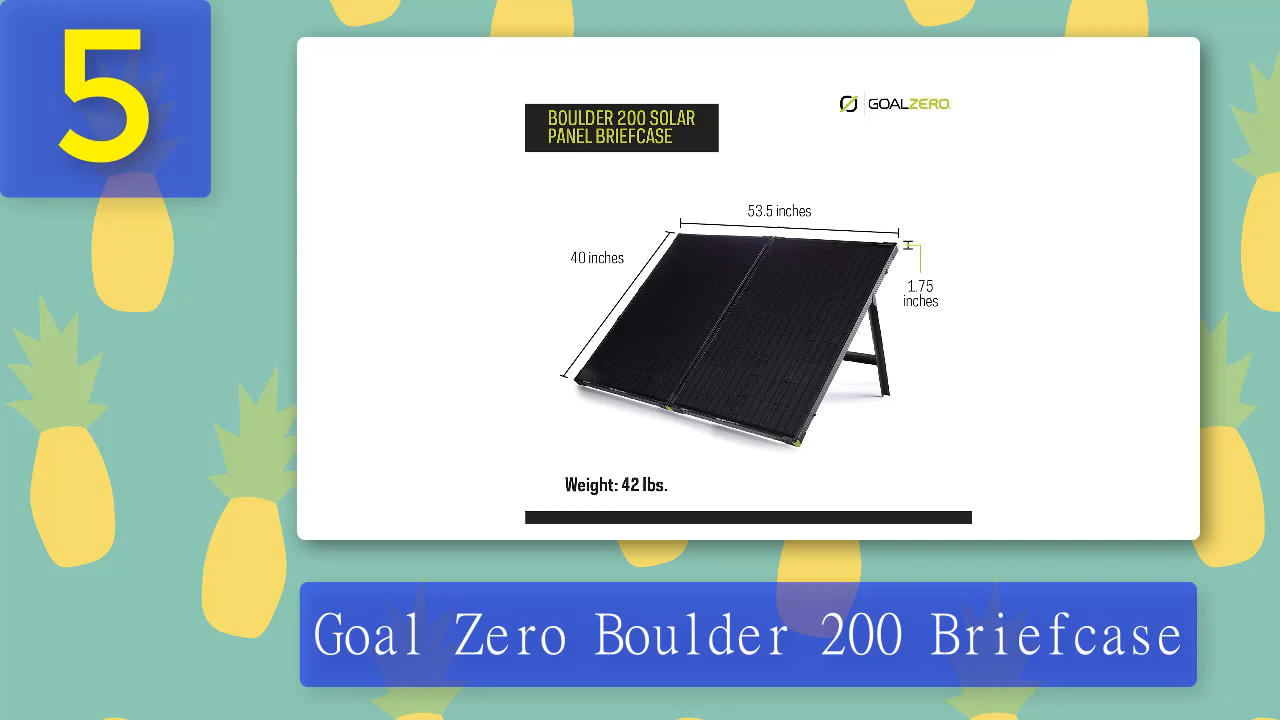 5
BOULDER 200 SOLAR
PANEL BRIEFCASE
GOALZERO.
53.5 inches
40 inches
1.75
inches
Weight: 42 lbs.
Goal Zero Boulder 200 Briefcase